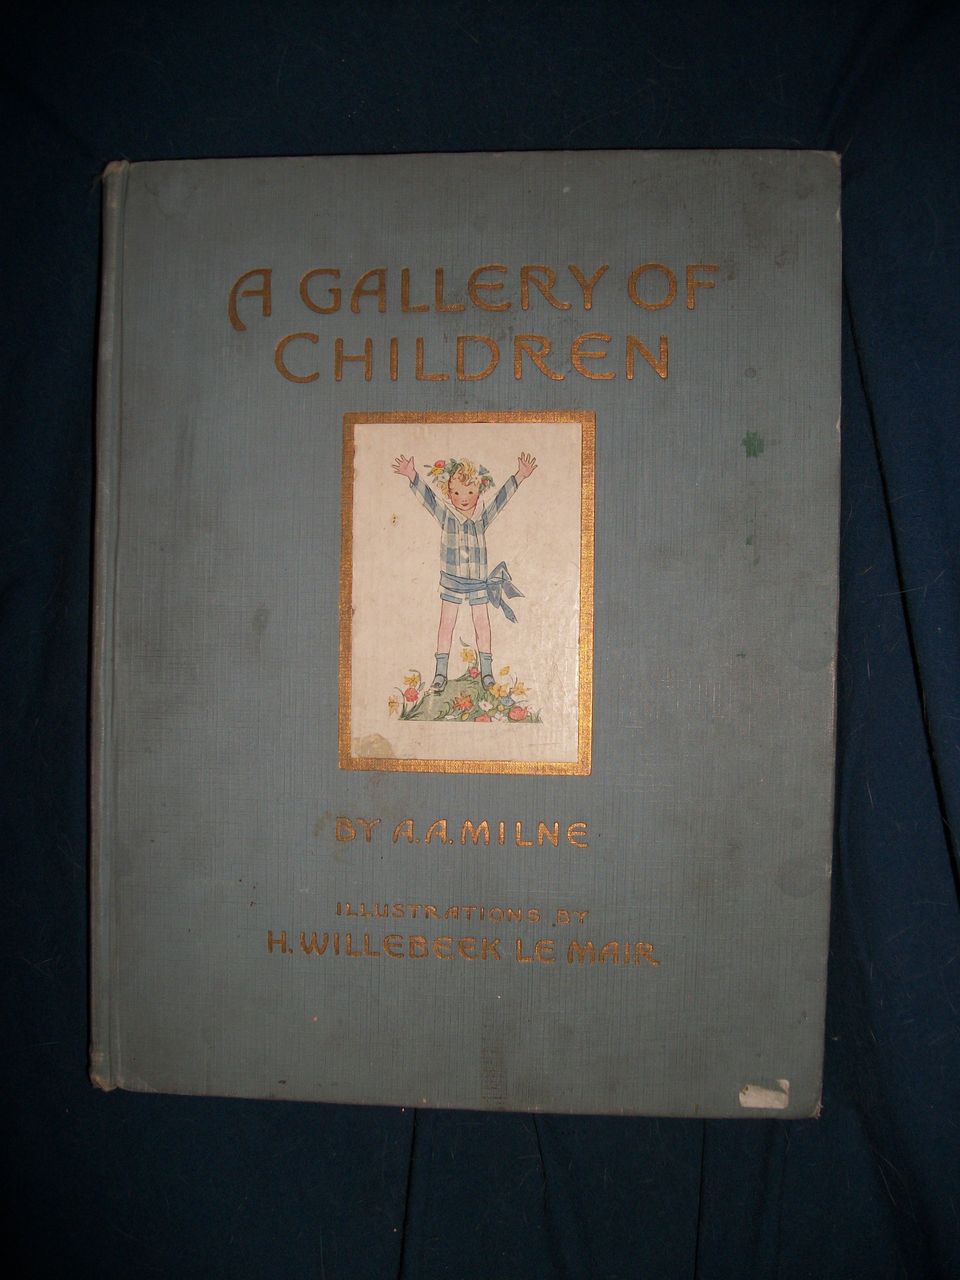 A GALLERY OF
CHILDREN
BY A.A. MILNE
ILLUSTRATIONS BY
H. WILLEBEEK LE MAIR